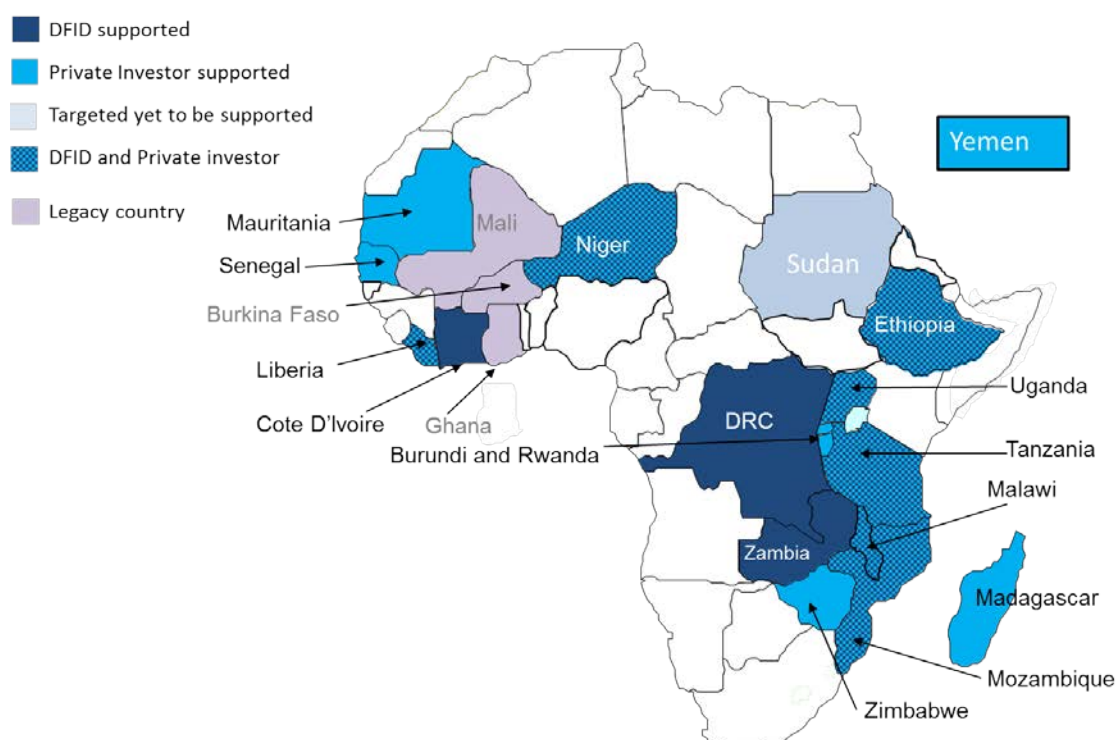 DFID supported
Private Investor supported
Targeted yet to be supported
DFID and Private investor
Legacy country
Yemen
Mauritania
Mali
Niger
Senegal
Sudan
Burkina Faso
Ethiopia
Liberia
Uganda
Cote D'Ivoire
Ghana
DRC
Burundi and Rwanda
Tanzania
Malawi
Zambia
Madagascar
Mozambique
Zimbabwe